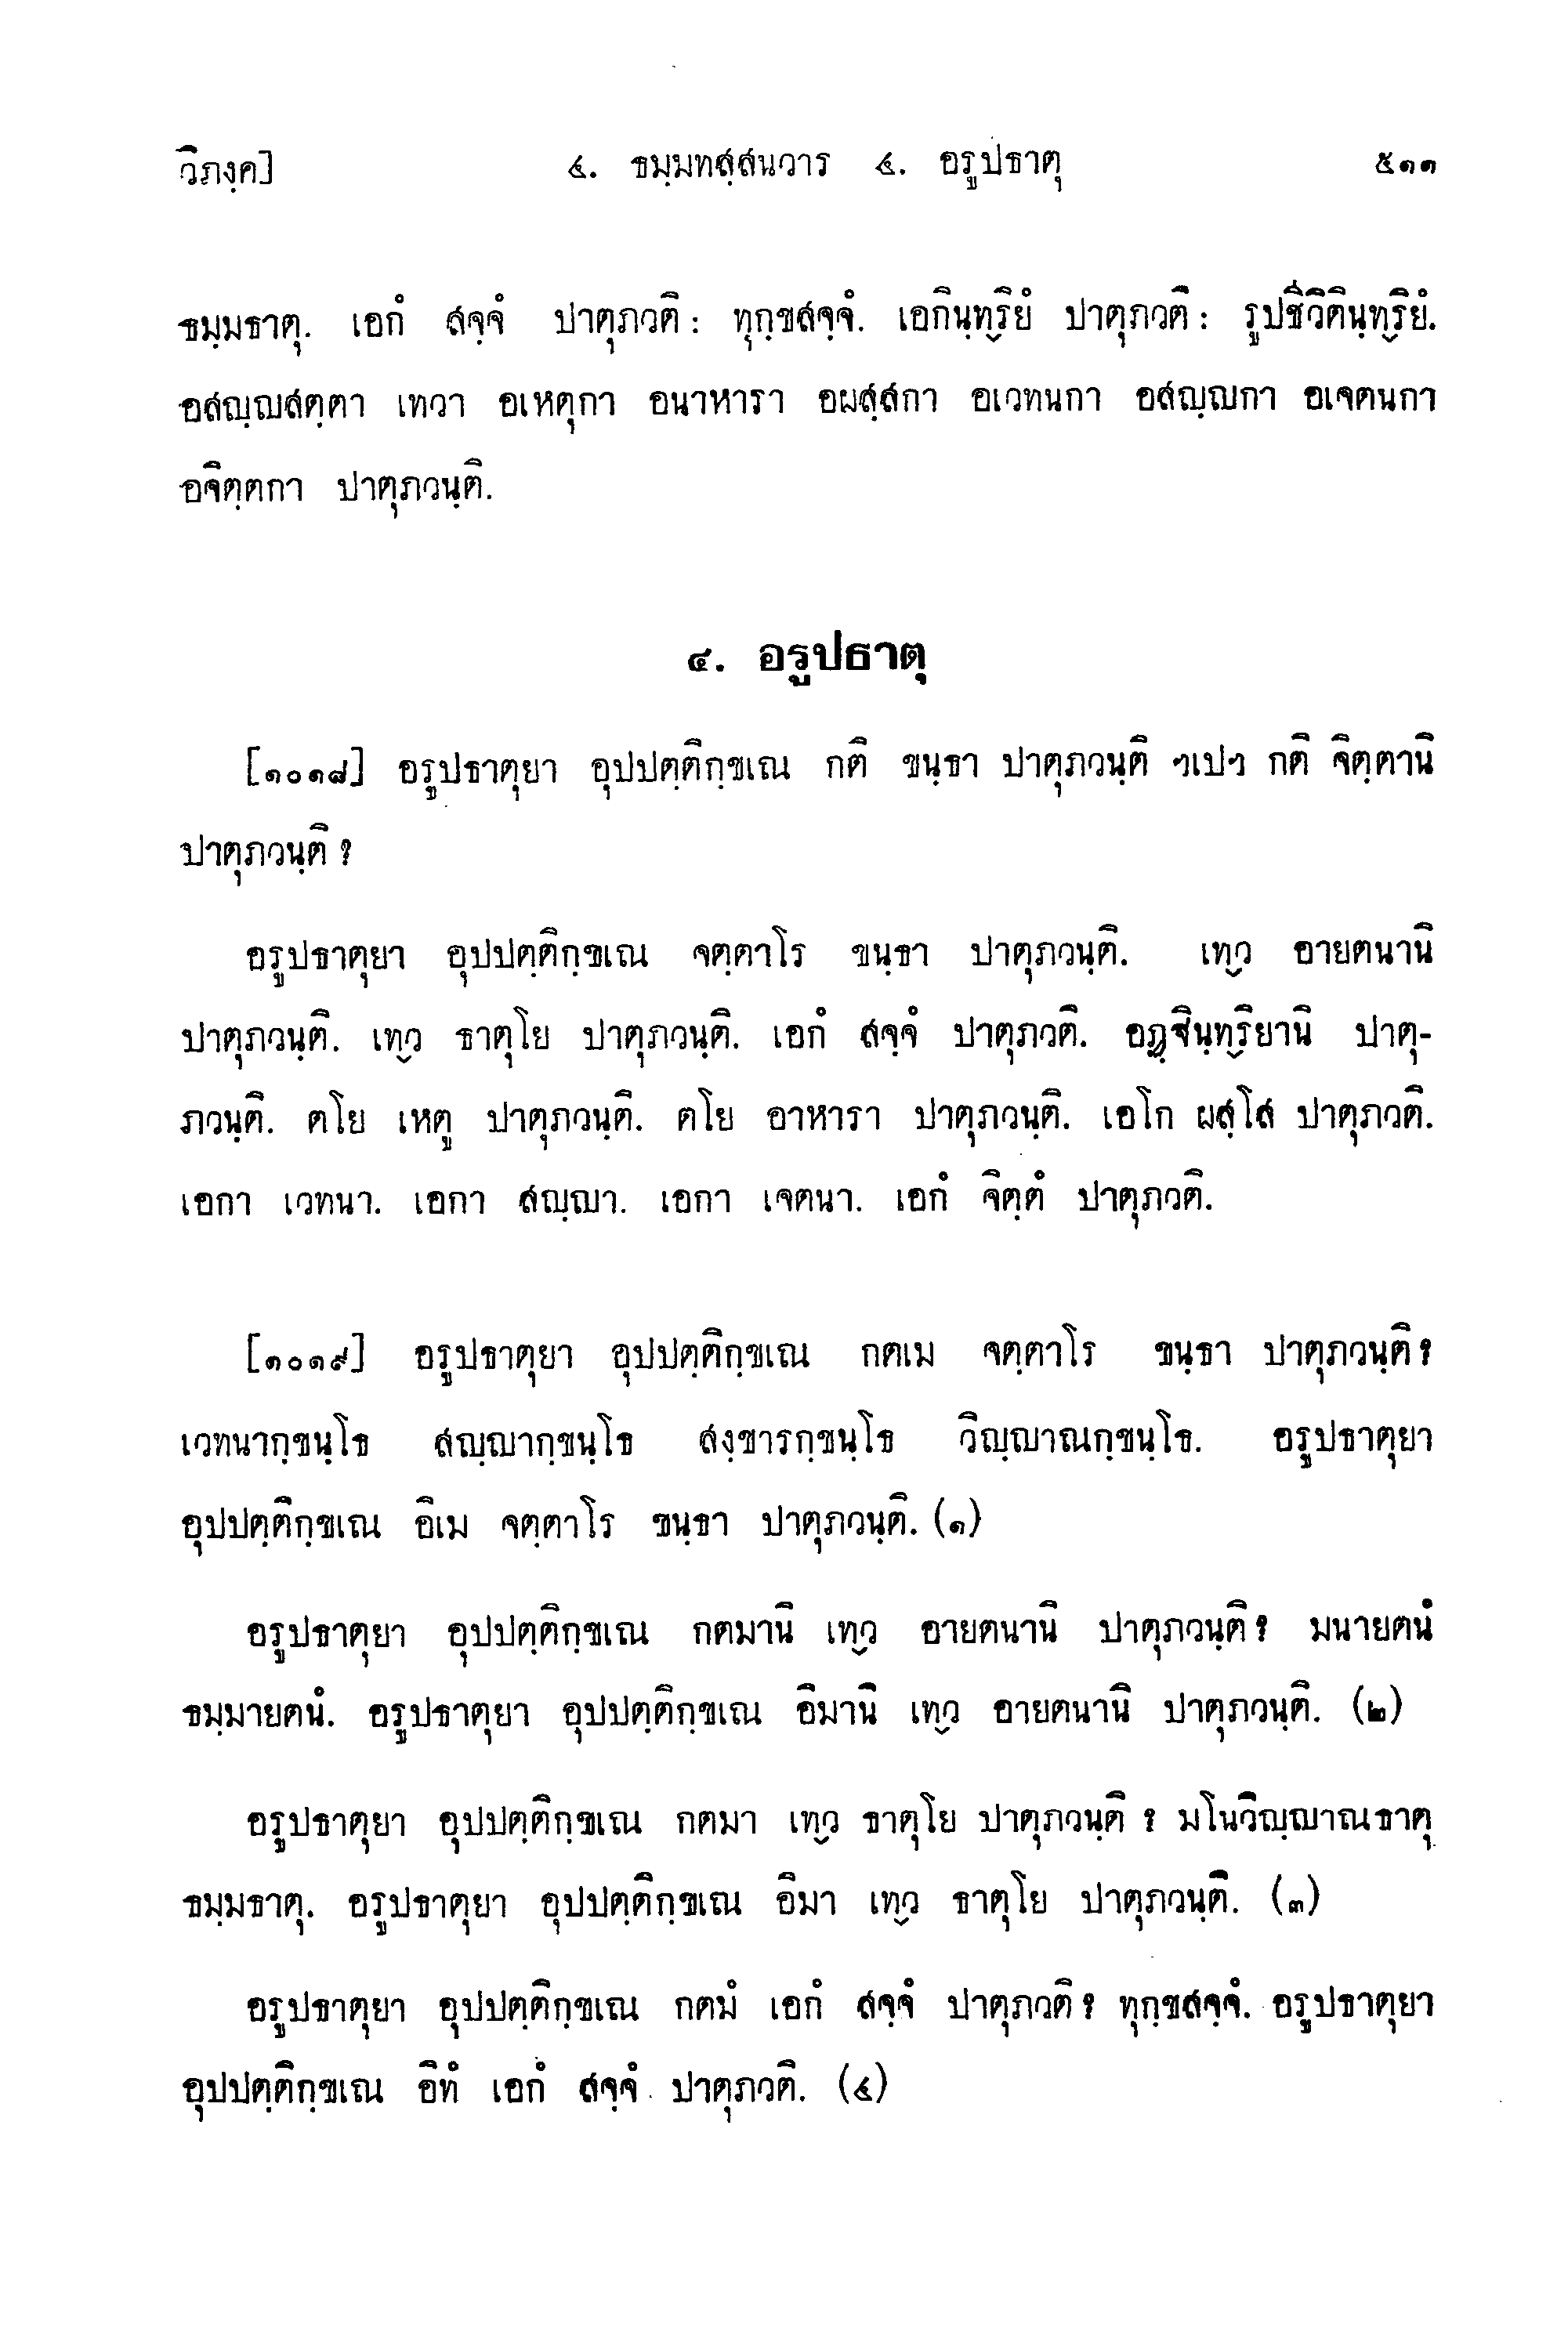 วิภงฺค]	๔. ธมฺมทสฺสนวาร ๔. อรูปธาตุ	๕๑๑
ธมฺมธาตุ. เอกํ สจฺจํ ปาตุภวติ : ทุกฺขสจฺจํ. เอกินฺทฺริยํ ปาตุภวติ : รูปชีวิตินฺทฺริยํ.
อสญฺญสตฺตา เทวา อเหตุกา อนาหารา อผสฺสกา อเวทนกา อสญฺญกา อเจตนกา
อจิตฺตกา ปาตุภวนฺติ.
๔. อรูปธาตุ
[๑๐๑๘] อรูปธาตุยา อุปปตฺติกฺขเณ กติ ขนฺธา ปาตุภวนฺติ ฯเปฯ กติ จิตฺตานิ
ปาตุภวนฺติ ?
อรูปธาตุยา อุปปตฺติกฺขเณ จตฺตาโร ขนฺธา ปาตุภวนฺติ. เทฺว อายตนานิ
ปาตุภวนฺติ. เทฺว ธาตุโย ปาตุภวนฺติ. เอกํ สจฺจํ ปาตุภวติ. อฏฺฐินฺทฺริยานิ ปาตุ-
ภวนฺติ. ตโย เหตู ปาตุภวนฺติ. ตโย อาหารา ปาตุภวนฺติ. เอโก ผสฺโส ปาตุภวติ.
เอกา เวทนา. เอกา สญฺญา. เอกา เจตนา. เอกํ จิตฺตํ ปาตุภวติ.
[๑๐๑๙] อรูปธาตุยา อุปปตฺติกฺขเณ กตเม จตฺตาโร ขนฺธา ปาตุภวนฺติ ?
เวทนากฺขนฺโธ สญฺญากฺขนฺโธ สงฺขารกฺขนฺโธ วิญฺญาณกฺขนฺโธ. อรูปธาตุยา
อุปปตฺติกฺขเณ อิเม จตฺตาโร ขนฺธา ปาตุภวนฺติ. (๑)
อรูปธาตุยา อุปปตฺติกฺขเณ กตมานิ เทฺว อายตนานิ ปาตุภวนฺติ ? มนายตนํ
ธมฺมายตนํ. อรูปธาตุยา อุปปตฺติกฺขเณ อิมานิ เทฺว อายตนานิ ปาตุภวนฺติ. (๒)
อรูปธาตุยา อุปปตฺติกฺขเณ กตมา เทฺว ธาตุโย ปาตุภวนฺติ ? มโนวิญฺญาณธาตุ
ธมฺมธาตุ. อรูปธาตุยา อุปปตฺติกฺขเณ อิมา เทฺว ธาตุโย ปาตุภวนฺติ. (๓)
อรูปธาตุยา อุปปตฺติกฺขเณ กตมํ เอกํ สจฺจํ ปาตุภวติ ? ทุกฺขสจฺจํ. อรูปธาตุยา
อุปปตฺติกฺขเณ อิทํ เอกํ สจฺจํ ปาตุภวติ. (๔)